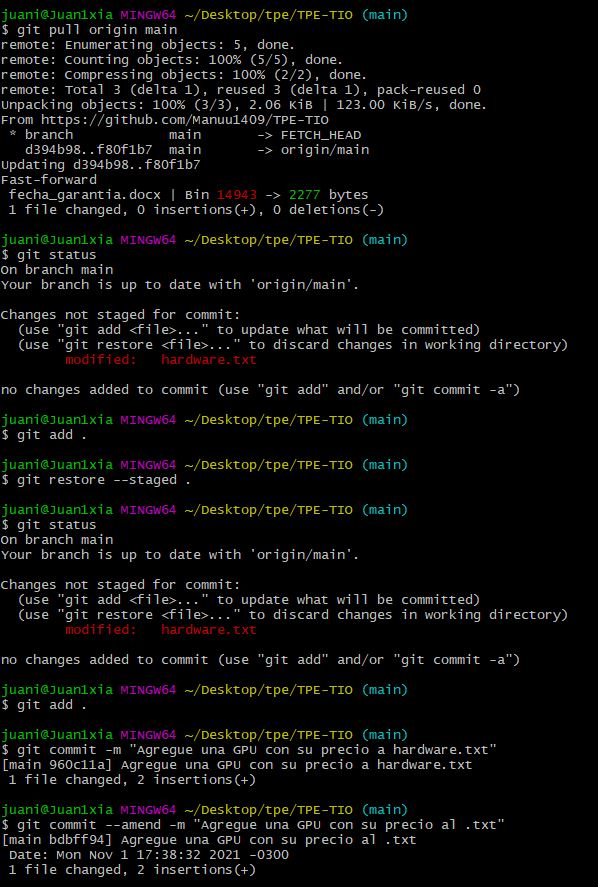 juani@Juan1xia MINGW64 ~/Desktop/tpe/TPE-TIO (main)
$ git pull origin main
remote: Enumerating objects: 5, done.
remote: Counting objects: 100% (5/5), done.
remote: Compressing objects: 100% (2/2), done.
remote: Total 3 (delta 1), reused 3 (delta 1), pack-reused 0
Unpacking objects: 100% (3/3), 2.06 KiB | 123.00 KiB/s, done.
From https://github.com/Manuu1409/TPE-TIO
 * branch            main       -> FETCH_HEAD
   d394b98..f80f1b7  main       -> origin/main
Updating d394b98..f80f1b7
Fast-forward
 fecha_garantia.docx | Bin 14943 -> 2277 bytes
 1 file changed, 0 insertions(+), 0 deletions(-)
juani@Juan1xia MINGW64 ~/Desktop/tpe/TPE-TIO (main)
$ git status
On branch main
Your branch is up to date with 'origin/main'.
Changes not staged for commit:
  (use "git add <file>..." to update what will be committed)
  (use "git restore <file>..." to discard changes in working directory)
        modified:   hardware.txt
no changes added to commit (use "git add" and/or "git commit -a")
juani@Juan1xia MINGW64 ~/Desktop/tpe/TPE-TIO (main)
$ git add .
juani@Juan1xia MINGW64 ~/Desktop/tpe/TPE-TIO (main)
$ git restore --staged .
juani@Juan1xia MINGW64 ~/Desktop/tpe/TPE-TIO (main)
$ git status
On branch main
Your branch is up to date with 'origin/main'.
Changes not staged for commit:
  (use "git add <file>..." to update what will be committed)
  (use "git restore <file>..." to discard changes in working directory)
        modified:   hardware.txt
no changes added to commit (use "git add" and/or "git commit -a")
juani@Juan1xia MINGW64 ~/Desktop/tpe/TPE-TIO (main)
$ git add .
juani@Juan1xia MINGW64 ~/Desktop/tpe/TPE-TIO (main)
$ git commit -m "Agregue una GPU con su precio a hardware.txt"
[main 960c11a] Agregue una GPU con su precio a hardware.txt
 1 file changed, 2 insertions(+)
juani@Juan1xia MINGW64 ~/Desktop/tpe/TPE-TIO (main)
$ git commit --amend -m "Agregue una GPU con su precio al .txt"
[main bdbff94] Agregue una GPU con su precio al .txt
 Date: Mon Nov 1 17:38:32 2021 -0300
 1 file changed, 2 insertions(+)